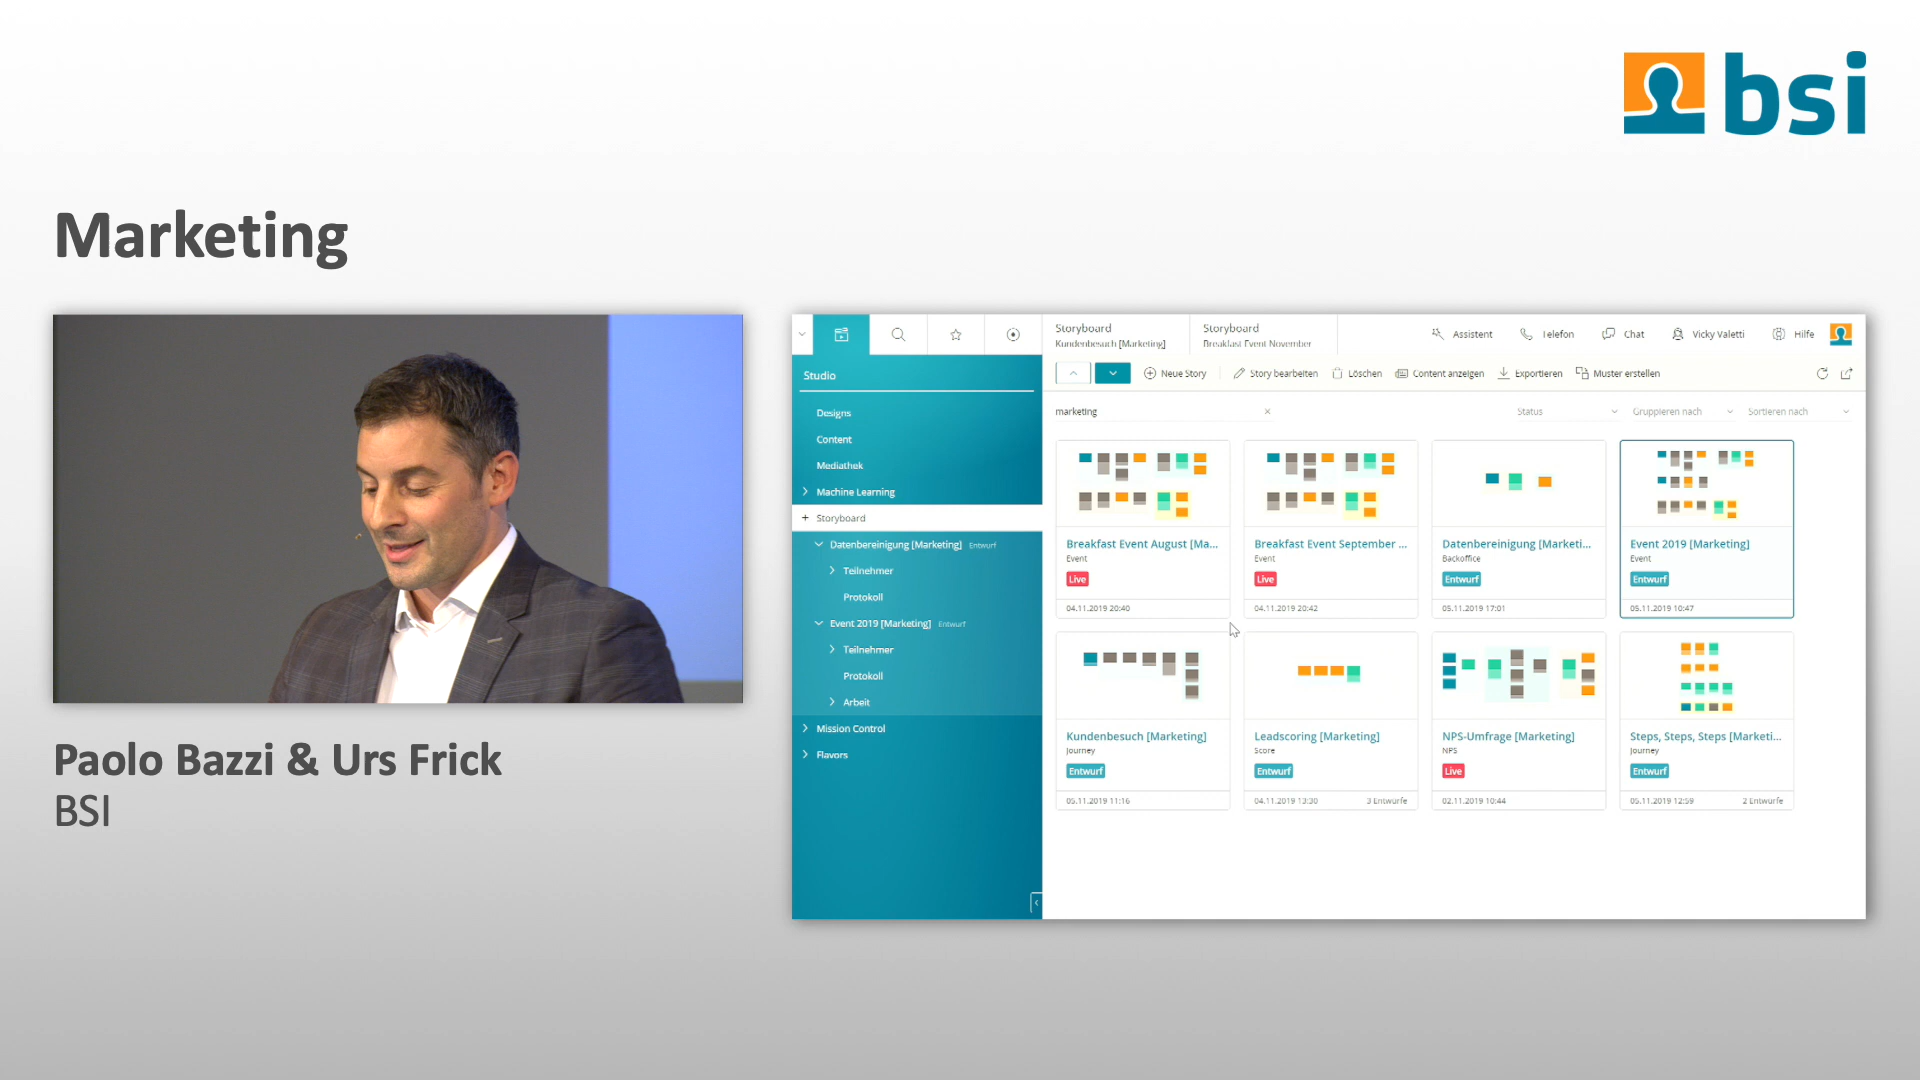 bsi
Marketing
Paolo Bazzi & Urs Frick
BSI
Storyboard
Kundenbesuch [Marketing]
Storyboard
Breakfast Event November
Assistent
Telefon
Chat
Vicky Valetti
Hilfe
Studio
Designs
Content
Mediathek
Machine Learning
Storyboard
Datenbereinigung [Marketing] Entwurf
Teilnehmer
Protokoll
Event 2019 [Marketing] Entwurf
Teilnehmer
Protokoll
Arbeit
Mission Control
Flavors
Neue Story
Story bearbeiten
Löschen
Content anzeigen
Exportieren
Muster erstellen
marketing
Status
Gruppieren nach
Sortieren nach
Breakfast Event August [Ma...
Event
Live
04.11.2019 20:40
Breakfast Event September ...
Event
Live
04.11.2019 20:42
Datenbereinigung [Marketi...
Backoffice
Entwurf
05.11.2019 17:01
Event 2019 [Marketing]
Event
Entwurf
05.11.2019 10:47
Kundenbesuch [Marketing]
Journey
Entwurf
05.11.2019 11:16
Leadscoring [Marketing]
Score
Entwurf
04.11.2019 13:30 3 Entwürfe
NPS-Umfrage [Marketing]
NPS
Live
02.11.2019 10:44
Steps, Steps, Steps [Marketi...
Journey
Entwurf
05.11.2019 12:59 2 Entwürfe